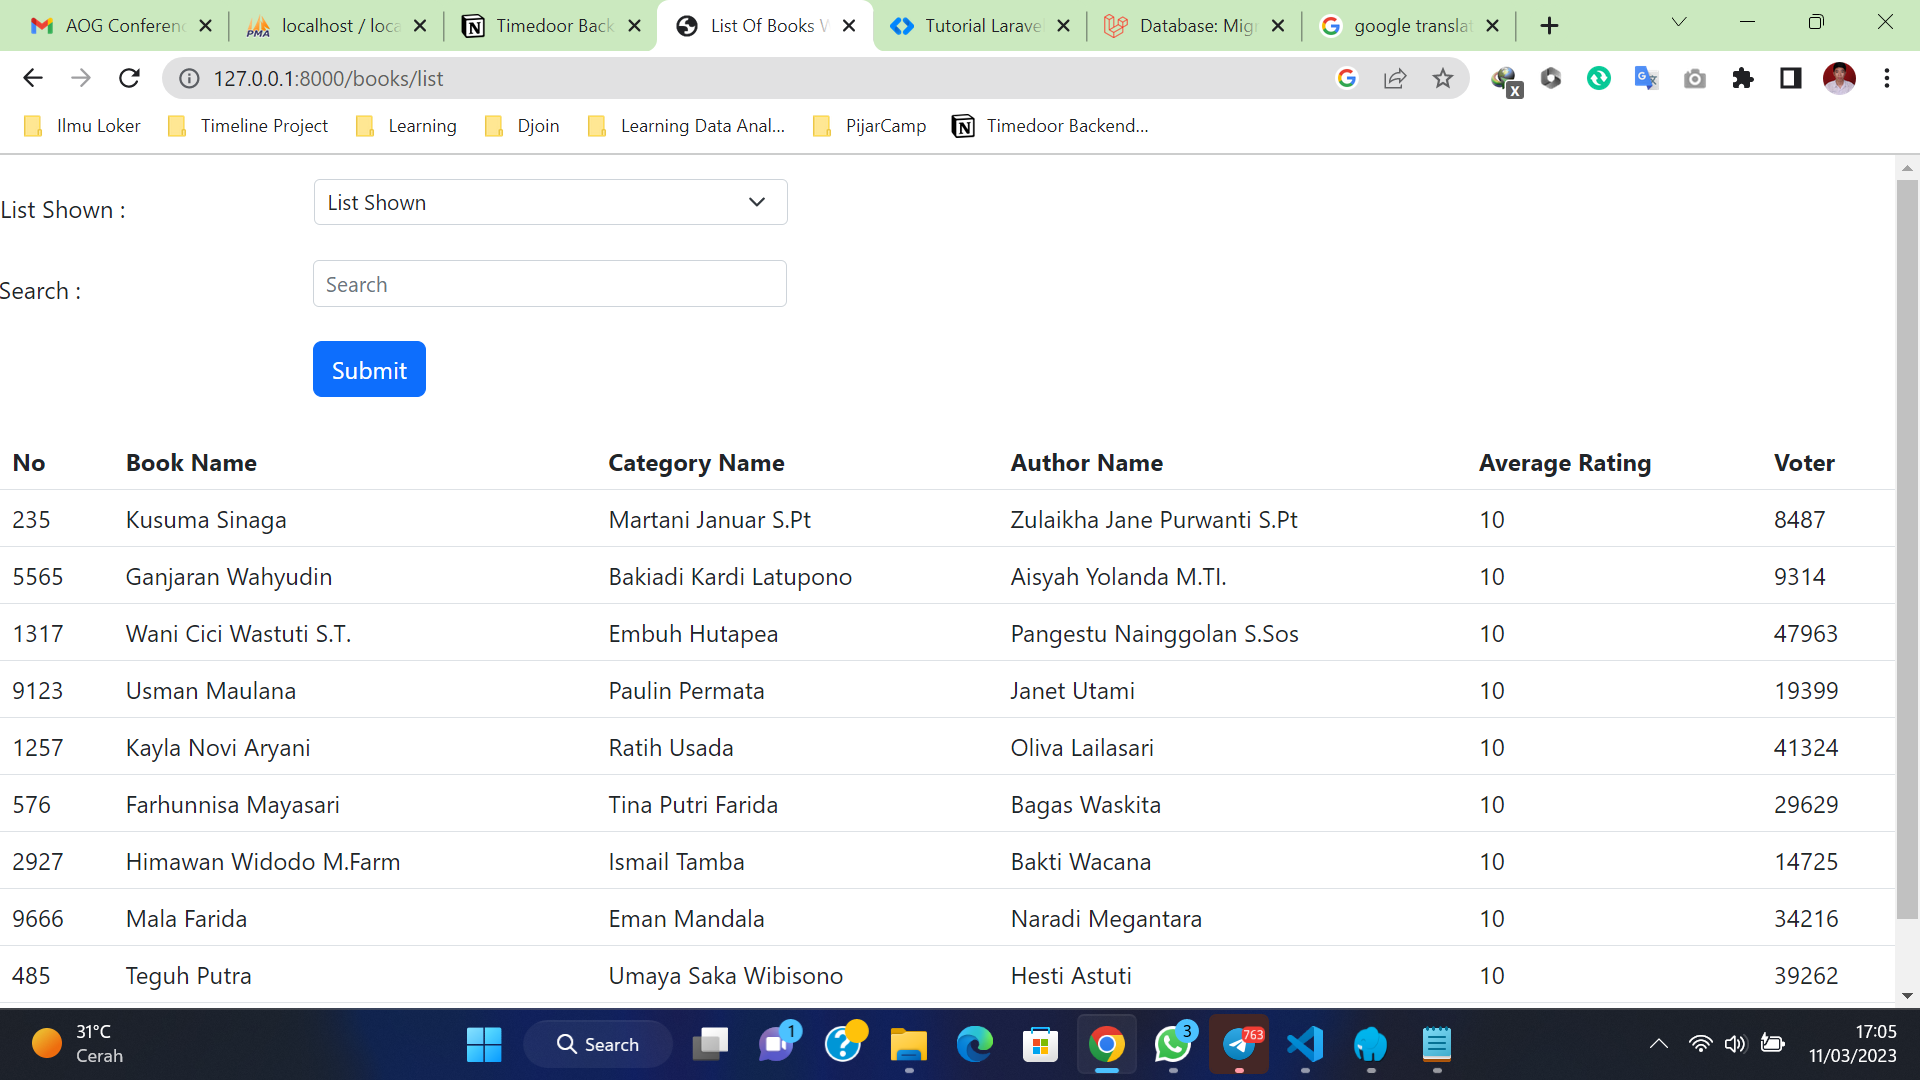 AOG Conferen
localhost / loca
Timedoor Back
List Of Books W
Tutorial Larave
Database: Migr
google translat
127.0.0.1:8000/books/list
Ilmu Loker
Timeline Project
Learning
Djoin
Learning Data Anal...
PijarCamp
Timedoor Backend...
List Shown :
List Shown
Search :
Search
Submit
No Book Name Category Name Author Name Average Rating Voter
235 Kusuma Sinaga Martani Januar S.Pt Zulaikha Jane Purwanti S.Pt 10 8487
5565 Ganjaran Wahyudin Bakiadi Kardi Latupono Aisyah Yolanda M.TI. 10 9314
1317 Wani Cici Wastuti S.T. Embuh Hutapea Pangestu Nainggolan S.Sos 10 47963
9123 Usman Maulana Paulin Permata Janet Utami 10 19399
1257 Kayla Novi Aryani Ratih Usada Oliva Lailasari 10 41324
576 Farhunnisa Mayasari Tina Putri Farida Bagas Waskita 10 29629
2927 Himawan Widodo M.Farm Ismail Tamba Bakti Wacana 10 14725
9666 Mala Farida Eman Mandala Naradi Megantara 10 34216
485 Teguh Putra Umaya Saka Wibisono Hesti Astuti 10 39262
31°C
Cerah
Search
1
3
763
17:05
11/03/2023